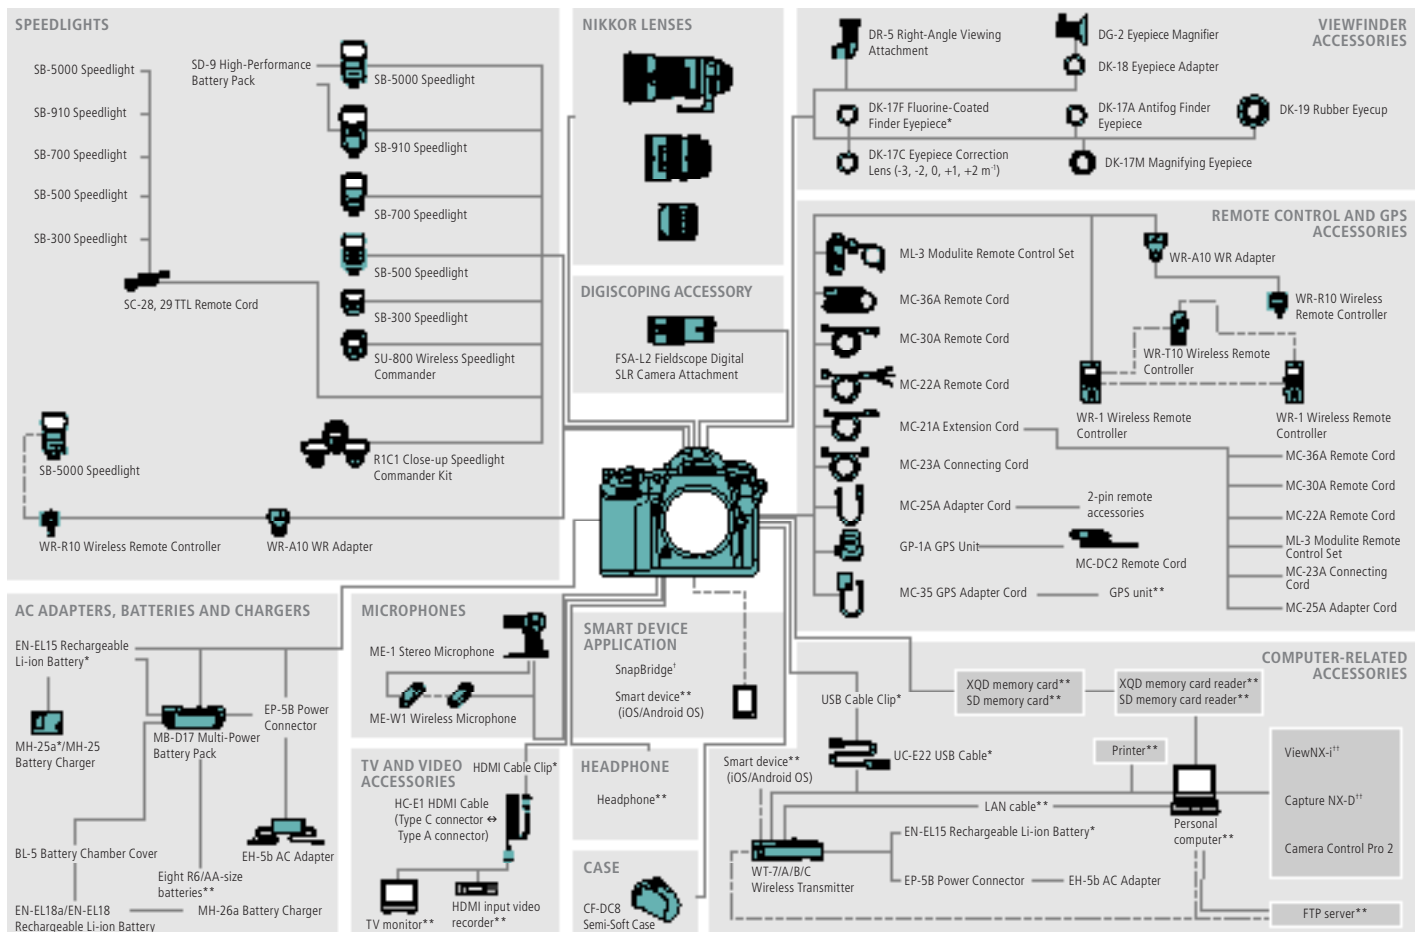 SPEEDLIGHTS
SB-5000 Speedlight
SB-910 Speedlight
SB-700 Speedlight
SB-500 Speedlight
SB-300 Speedlight
SC-28, 29 TTL Remote Cord
SD-9 High-Performance
Battery Pack
SB-5000 Speedlight
SB-910 Speedlight
SB-700 Speedlight
SB-500 Speedlight
SB-300 Speedlight
SU-800 Wireless Speedlight
Commander
R1C1 Close-up Speedlight
Commander Kit
SB-5000 Speedlight
WR-R10 Wireless Remote Controller
WR-A10 WR Adapter
NIKKOR LENSES
DIGISCOPING ACCESSORY
FSA-L2 Fieldscope Digital
SLR Camera Attachment
VIEWFINDER
ACCESSORIES
DR-5 Right-Angle Viewing
Attachment
DG-2 Eyepiece Magnifier
DK-18 Eyepiece Adapter
DK-17F Fluorine-Coated
Finder Eyepiece*
DK-17A Antifog Finder
Eyepiece
DK-19 Rubber Eyecup
DK-17C Eyepiece Correction
Lens (-3, -2, 0, +1, +2 m⁻¹)
DK-17M Magnifying Eyepiece
REMOTE CONTROL AND GPS
ACCESSORIES
ML-3 Modulite Remote Control Set
MC-36A Remote Cord
MC-30A Remote Cord
MC-22A Remote Cord
MC-21A Extension Cord
MC-23A Connecting Cord
MC-25A Adapter Cord
2-pin remote
accessories
GP-1A GPS Unit
MC-DC2 Remote Cord
MC-35 GPS Adapter Cord
GPS unit**
WR-A10 WR Adapter
WR-R10 Wireless
Remote Controller
WR-T10 Wireless Remote
Controller
WR-1 Wireless Remote
Controller
WR-1 Wireless Remote
Controller
MC-36A Remote Cord
MC-30A Remote Cord
MC-22A Remote Cord
ML-3 Modulite Remote
Control Set
MC-23A Connecting
Cord
MC-25A Adapter Cord
AC ADAPTERS, BATTERIES AND CHARGERS
EN-EL15 Rechargeable
Li-ion Battery*
MH-25a*/MH-25
Battery Charger
MB-D17 Multi-Power
Battery Pack
EP-5B Power
Connector
BL-5 Battery Chamber Cover
EH-5b AC Adapter
Eight R6/AA-size
batteries**
EN-EL18a/EN-EL18
Rechargeable Li-ion Battery
MH-26a Battery Charger
MICROPHONES
ME-1 Stereo Microphone
ME-W1 Wireless Microphone
TV AND VIDEO
ACCESSORIES
HDMI Cable Clip*
HC-E1 HDMI Cable
(Type C connector ⇔
Type A connector)
TV monitor**
HDMI input video
recorder**
SMART DEVICE
APPLICATION
SnapBridge†
Smart device**
(iOS/Android OS)
HEADPHONE
Headphone**
CASE
CF-DC8
Semi-Soft Case
COMPUTER-RELATED
ACCESSORIES
USB Cable Clip*
XQD memory card**
SD memory card**
XQD memory card reader**
SD memory card reader**
UC-E22 USB Cable*
Printer**
Smart device**
(iOS/Android OS)
LAN cable**
Personal
computer**
ViewNX-i††
Capture NX-D††
Camera Control Pro 2
EN-EL15 Rechargeable Li-ion Battery*
WT-7/A/B/C
Wireless Transmitter
EP-5B Power Connector
EH-5b AC Adapter
FTP server**